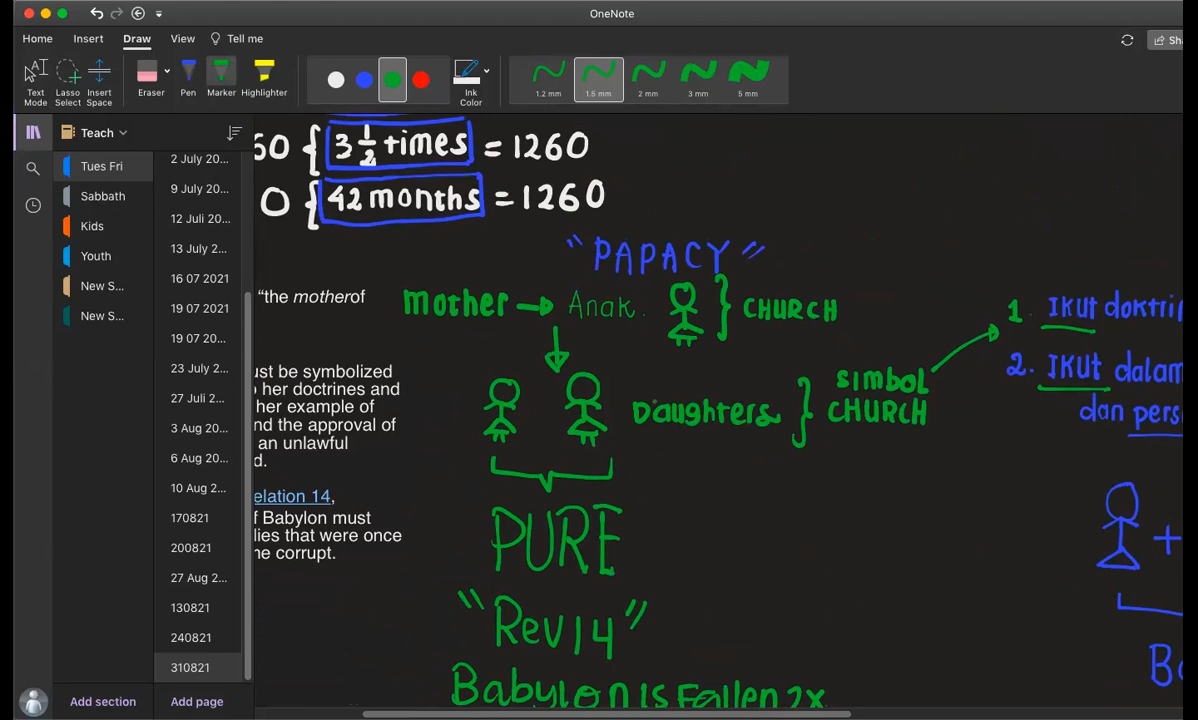 OneNote
Home Insert Draw View Tell me
Sha
Text Mode
Lasso Select
Insert Space
Eraser
Pen
Marker
Highlighter
Ink Color
1.2 mm
1.5 mm
2 mm
3 mm
5 mm
Teach
Tues Fri
Sabbath
Kids
Youth
New S...
New S...
2 July 20...
9 July 20...
12 Juli 20...
13 July 2...
16 07 2021
19 07 2021
19 07 20...
23 July 2...
27 Juli 2...
3 Aug 20...
6 Aug 20...
10 Aug 2...
170821
200821
27 Aug 2...
130821
240821
310821
Add section
Add page
60 { 3 1/2 times = 1260
0 { 42 months = 1260
"PAPACY"
"the motherof
mother → Anak. } CHURCH
1. IKUT doktri
ust be symbolized
o her doctrines and
her example of
nd the approval of
an unlawful
d.
Daughters } simbol
CHURCH
2. IKUT dalam
dan pers
elation 14,
f Babylon must
lies that were once
me corrupt.
PURE
+
"Rev 14"
Babylon Is Fallen 2x
Ba